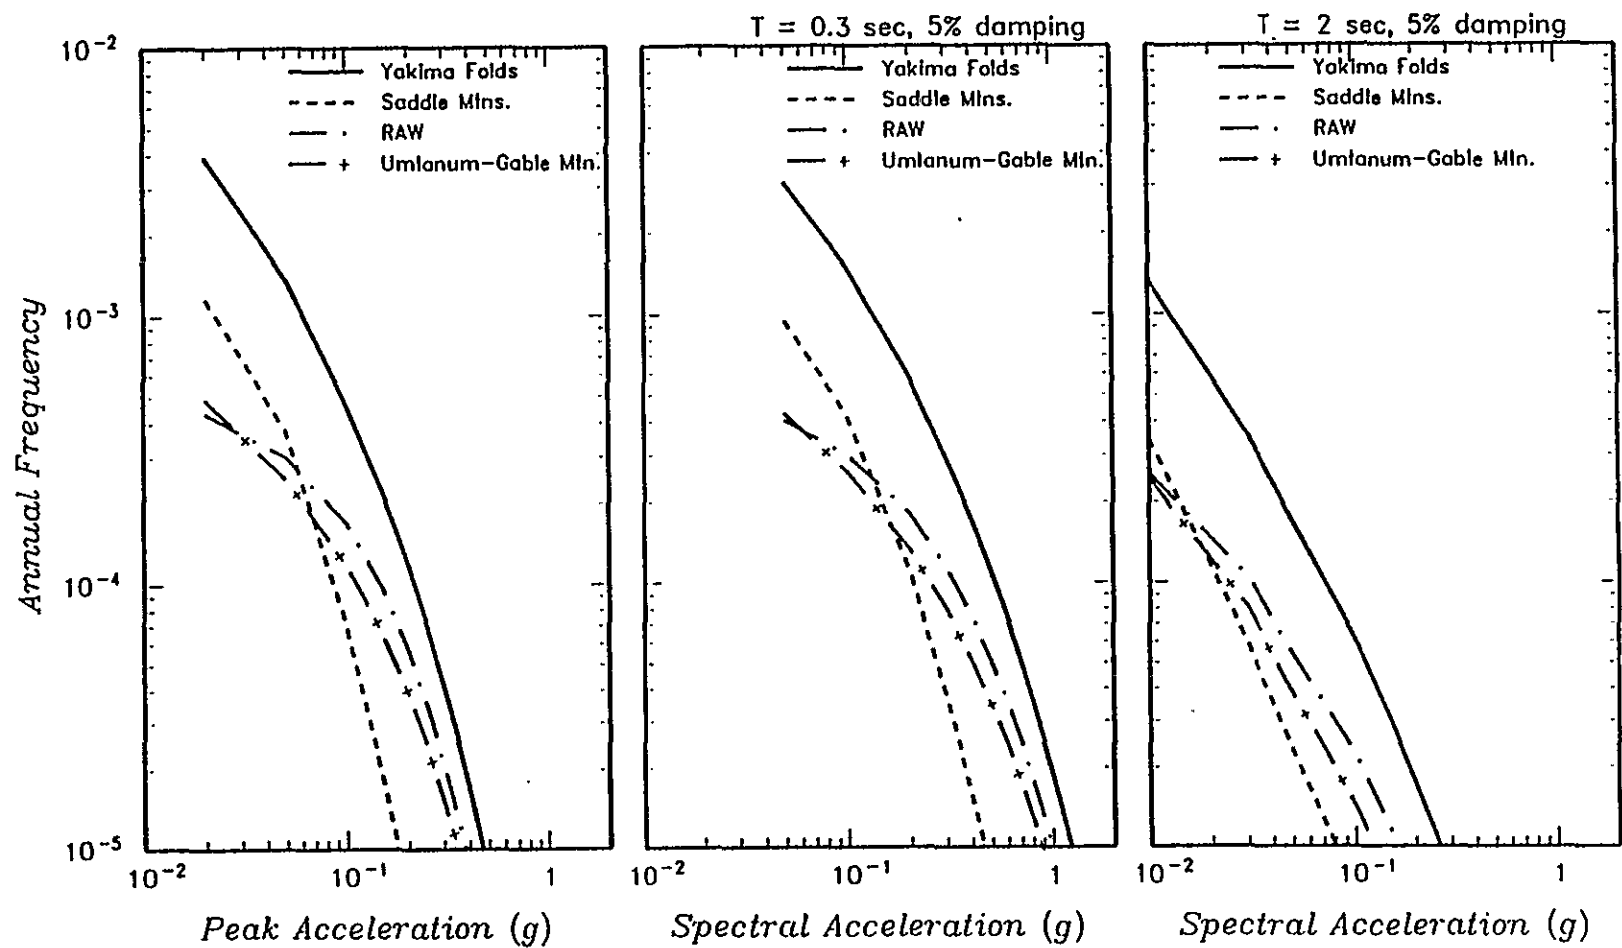 T = 0.3 sec, 5% damping
T = 2 sec, 5% damping
Yakima Folds
Saddle Mtns.
RAW
Umtanum-Gable Mtn.
Yakima Folds
Saddle Mtns.
RAW
Umtanum-Gable Mtn.
Yakima Folds
Saddle Mtns.
RAW
Umtanum-Gable Mtn.
Annual Frequency
10⁻²
10⁻³
10⁻⁴
10⁻⁵
10⁻² 10⁻¹ 1
10⁻² 10⁻¹ 1
10⁻² 10⁻¹ 1
Peak Acceleration (g)
Spectral Acceleration (g)
Spectral Acceleration (g)